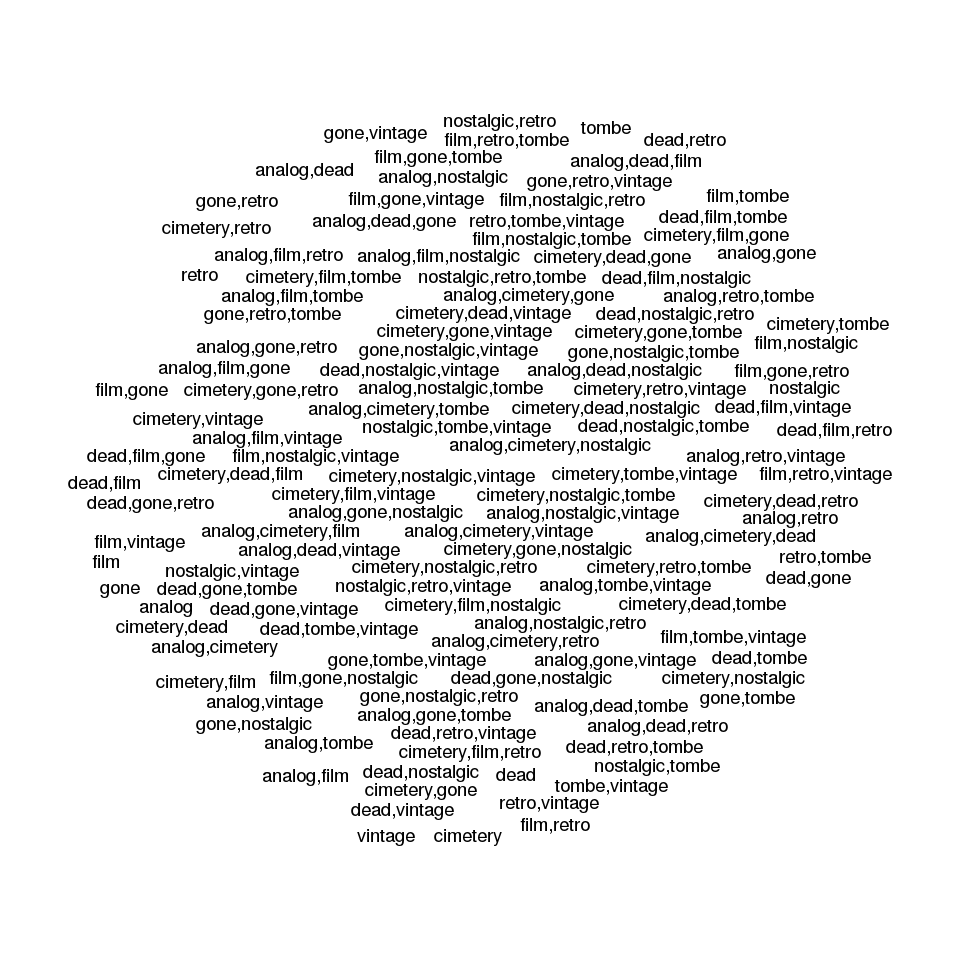 nostalgic,retro
gone,vintage
tombe
film,retro,tombe
dead,retro
film,gone,tombe
analog,dead,film
analog,dead
analog,nostalgic
gone,retro,vintage
gone,retro
film,gone,vintage
film,nostalgic,retro
film,tombe
cimetery,retro
analog,dead,gone
retro,tombe,vintage
dead,film,tombe
film,nostalgic,tombe
cimetery,film,gone
analog,film,retro
analog,film,nostalgic
cimetery,dead,gone
analog,gone
retro
cimetery,film,tombe
nostalgic,retro,tombe
dead,film,nostalgic
analog,film,tombe
analog,cimetery,gone
analog,retro,tombe
gone,retro,tombe
cimetery,dead,vintage
dead,nostalgic,retro
cimetery,gone,vintage
cimetery,gone,tombe
cimetery,tombe
analog,gone,retro
gone,nostalgic,vintage
gone,nostalgic,tombe
film,nostalgic
analog,film,gone
dead,nostalgic,vintage
analog,dead,nostalgic
film,gone,retro
film,gone
cimetery,gone,retro
analog,nostalgic,tombe
cimetery,retro,vintage
nostalgic
cimetery,vintage
analog,cimetery,tombe
cimetery,dead,nostalgic
dead,film,vintage
nostalgic,tombe,vintage
dead,nostalgic,tombe
dead,film,retro
analog,film,vintage
analog,cimetery,nostalgic
dead,film,gone
film,nostalgic,vintage
analog,retro,vintage
dead,film
cimetery,dead,film
cimetery,nostalgic,vintage
cimetery,tombe,vintage
film,retro,vintage
dead,gone,retro
cimetery,film,vintage
cimetery,nostalgic,tombe
cimetery,dead,retro
analog,gone,nostalgic
analog,nostalgic,vintage
analog,retro
film,vintage
analog,cimetery,film
analog,cimetery,vintage
analog,cimetery,dead
film
analog,dead,vintage
cimetery,gone,nostalgic
retro,tombe
nostalgic,vintage
cimetery,nostalgic,retro
cimetery,retro,tombe
dead,gone
gone
dead,gone,tombe
nostalgic,retro,vintage
analog,tombe,vintage
analog
dead,gone,vintage
cimetery,film,nostalgic
cimetery,dead,tombe
cimetery,dead
dead,tombe,vintage
analog,nostalgic,retro
analog,cimetery
analog,cimetery,retro
film,tombe,vintage
gone,tombe,vintage
analog,gone,vintage
dead,tombe
cimetery,film
film,gone,nostalgic
dead,gone,nostalgic
cimetery,nostalgic
analog,vintage
gone,nostalgic,retro
analog,dead,tombe
gone,tombe
gone,nostalgic
analog,gone,tombe
analog,dead,retro
analog,tombe
dead,retro,vintage
dead,retro,tombe
cimetery,film,retro
nostalgic,tombe
analog,film
dead,nostalgic
dead
cimetery,gone
tombe,vintage
dead,vintage
retro,vintage
film,retro
vintage
cimetery